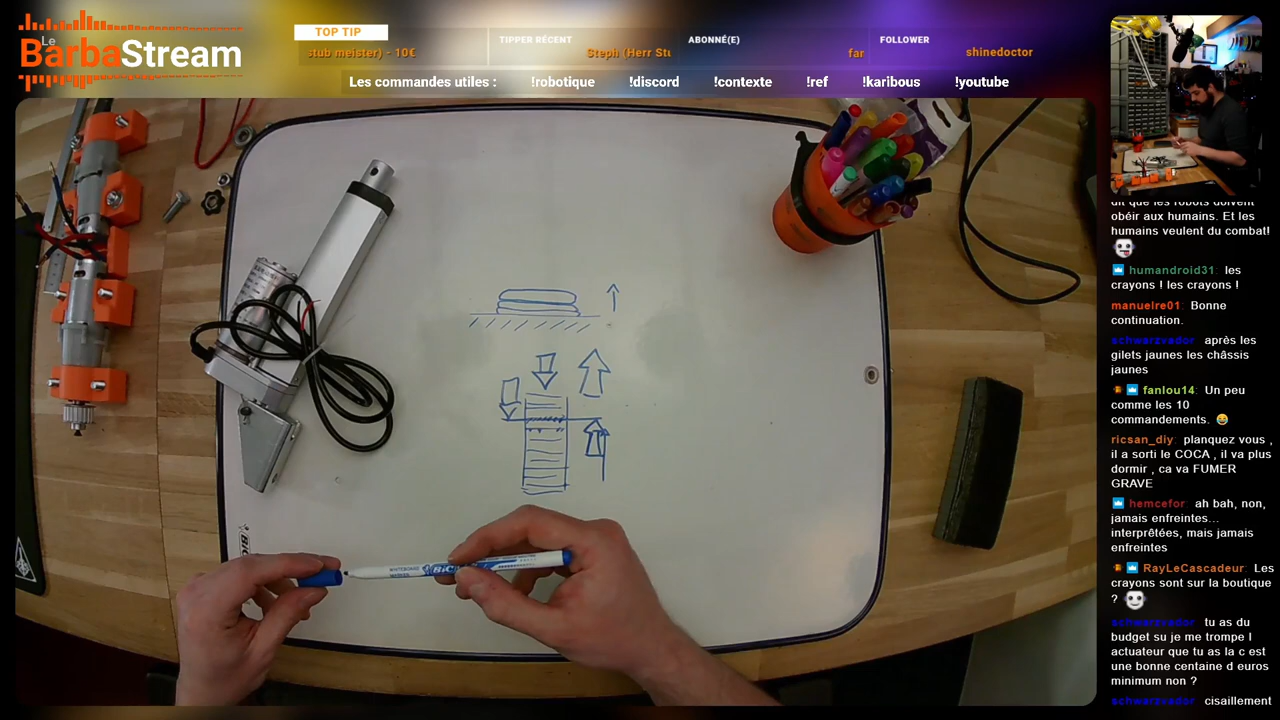 Le
BarbaStream
TOP TIP
stub meister) - 10€
TIPPER RÉCENT
Steph (Herr Stu
ABONNÉ(E)
far
FOLLOWER
shinedoctor
Les commandes utiles : !robotique !discord !contexte !ref !karibous !youtube
dit que les robots doivent
obéir aux humains. Et les
humains veulent du combat!
humandroid31: les
crayons ! les crayons !
manuelre01: Bonne
continuation.
schwarzvador: après les
gilets jaunes les châssis
jaunes
fanlou14: Un peu
comme les 10
commandements.
ricsan_diy: planquez vous ,
il a sorti le COCA , il va plus
dormir , ca va FUMER
GRAVE
hemcefor: ah bah, non,
jamais enfreintes...
interprêtées, mais jamais
enfreintes
RayLeCascadeur: Les
crayons sont sur la boutique
?
schwarzvador: tu as du
budget su je me trompe l
actuateur que tu as la c est
une bonne centaine d euros
minimum non ?
schwarzvador: cisaillement
WHITEBOARD
MARKER
BIC